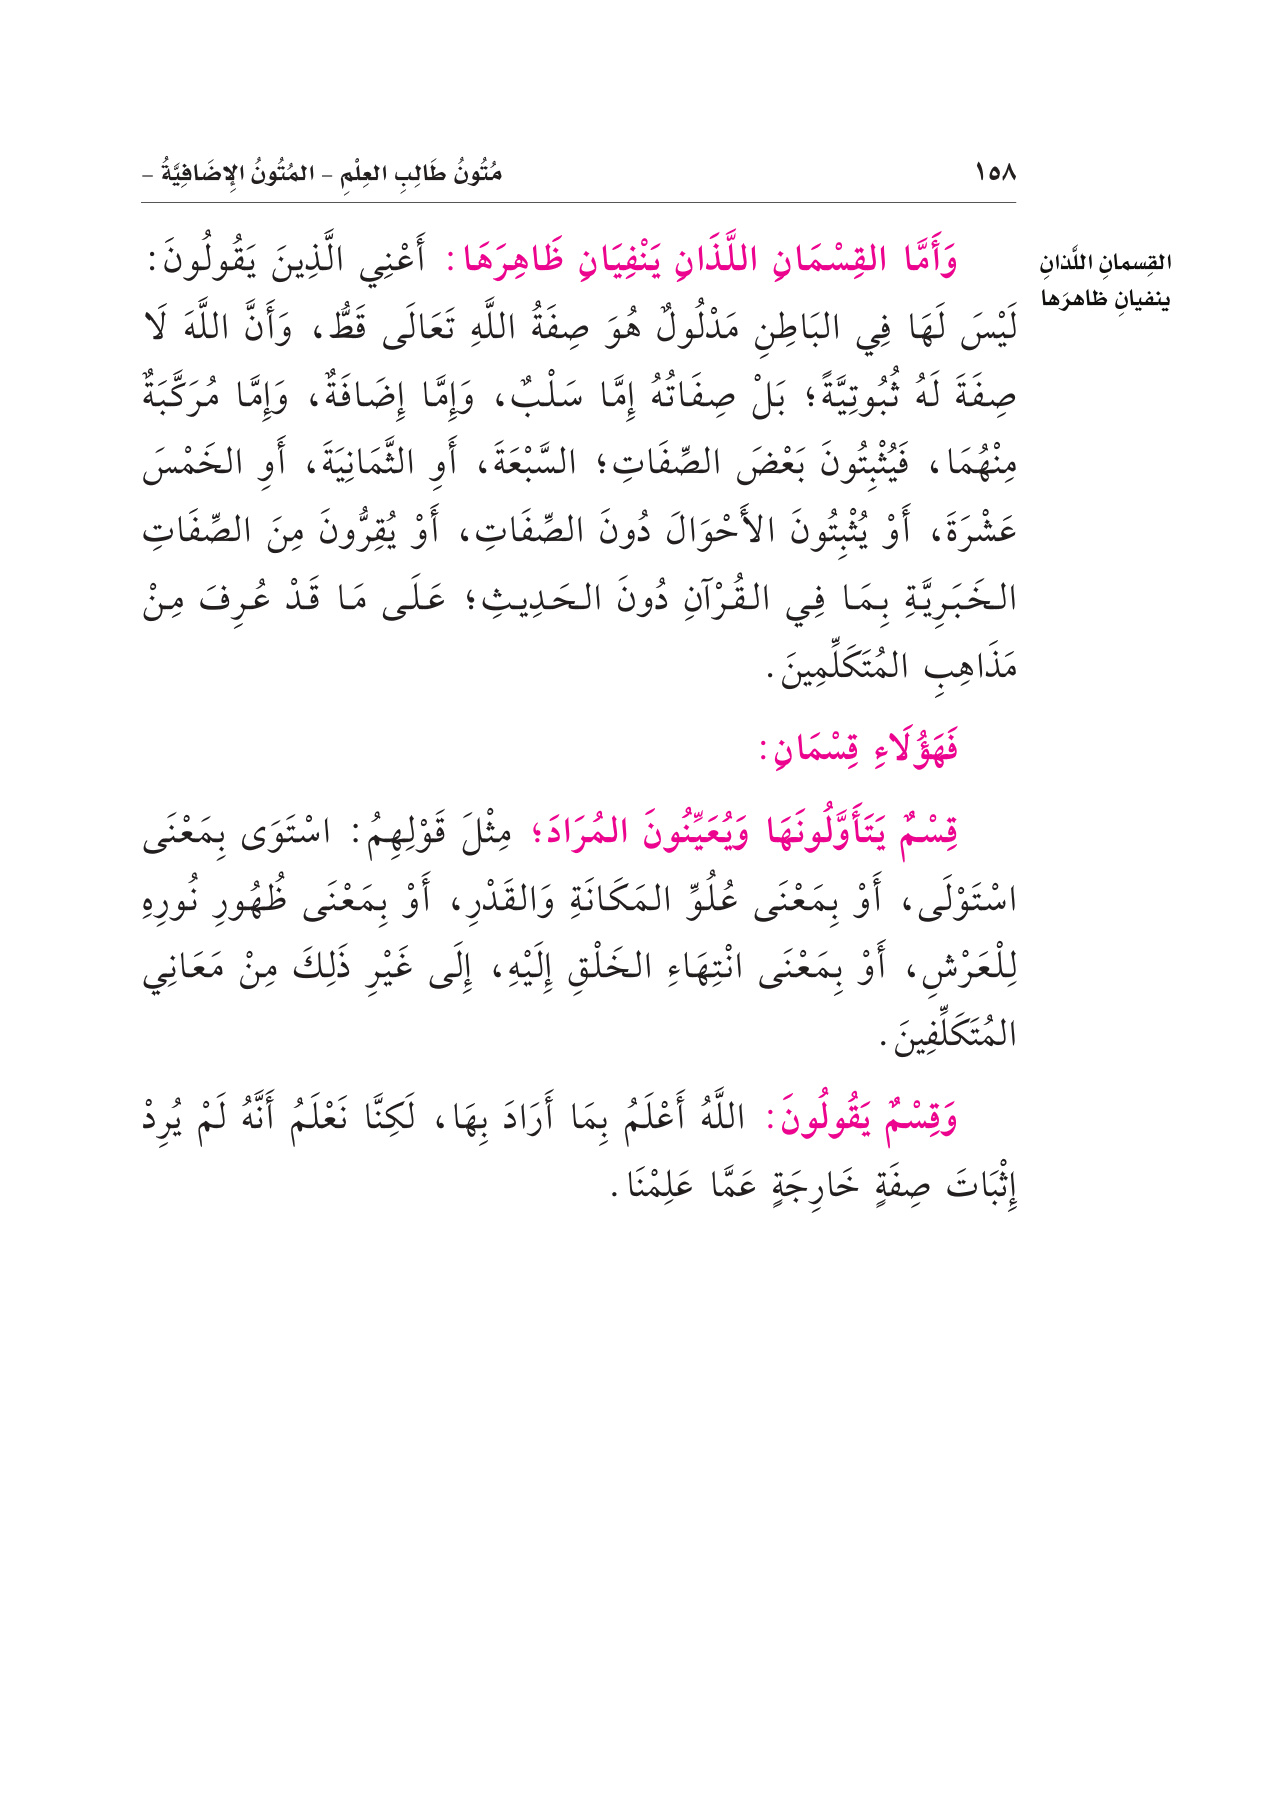 ١٥٨
مُتُونُ طَالِبِ العِلْمِ - المُتُونُ الإِضَافِيَّةُ -
القِسمانِ اللَّذانِ
ينفيانِ ظاهرَها
وَأَمَّا القِسْمَانِ اللَّذَانِ يَنْفِيَانِ ظَاهِرَهَا: أَعْنِي الَّذِينَ يَقُولُونَ:
لَيْسَ لَهَا فِي البَاطِنِ مَدْلُولٌ هُوَ صِفَةُ اللَّهِ تَعَالَى قَطُّ، وَأَنَّ اللَّهَ لَا
صِفَةَ لَهُ ثُبُوتِيَّةً؛ بَلْ صِفَاتُهُ إِمَّا سَلْبٌ، وَإِمَّا إِضَافَةٌ، وَإِمَّا مُرَكَّبَةٌ
مِنْهُمَا، فَيُثْبِتُونَ بَعْضَ الصِّفَاتِ؛ السَّبْعَةَ، أَوِ الثَّمَانِيَةَ، أَوِ الخَمْسَ
عَشْرَةَ، أَوْ يُثْبِتُونَ الأَحْوَالَ دُونَ الصِّفَاتِ، أَوْ يُقِرُّونَ مِنَ الصِّفَاتِ
الخَبَرِيَّةِ بِمَا فِي القُرْآنِ دُونَ الحَدِيثِ؛ عَلَى مَا قَدْ عُرِفَ مِنْ
مَذَاهِبِ المُتَكَلِّمِينَ.
فَهَؤُلَاءِ قِسْمَانِ:
قِسْمٌ يَتَأَوَّلُونَهَا وَيُعَيِّنُونَ المُرَادَ؛ مِثْلَ قَوْلِهِمُ: اسْتَوَى بِمَعْنَى
اسْتَوْلَى، أَوْ بِمَعْنَى عُلُوِّ المَكَانَةِ وَالقَدْرِ، أَوْ بِمَعْنَى ظُهُورِ نُورِهِ
لِلْعَرْشِ، أَوْ بِمَعْنَى انْتِهَاءِ الخَلْقِ إِلَيْهِ، إِلَى غَيْرِ ذَلِكَ مِنْ مَعَانِي
المُتَكَلِّفِينَ.
وَقِسْمٌ يَقُولُونَ: اللَّهُ أَعْلَمُ بِمَا أَرَادَ بِهَا، لَكِنَّا نَعْلَمُ أَنَّهُ لَمْ يُرِدْ
إِثْبَاتَ صِفَةٍ خَارِجَةٍ عَمَّا عَلِمْنَا.